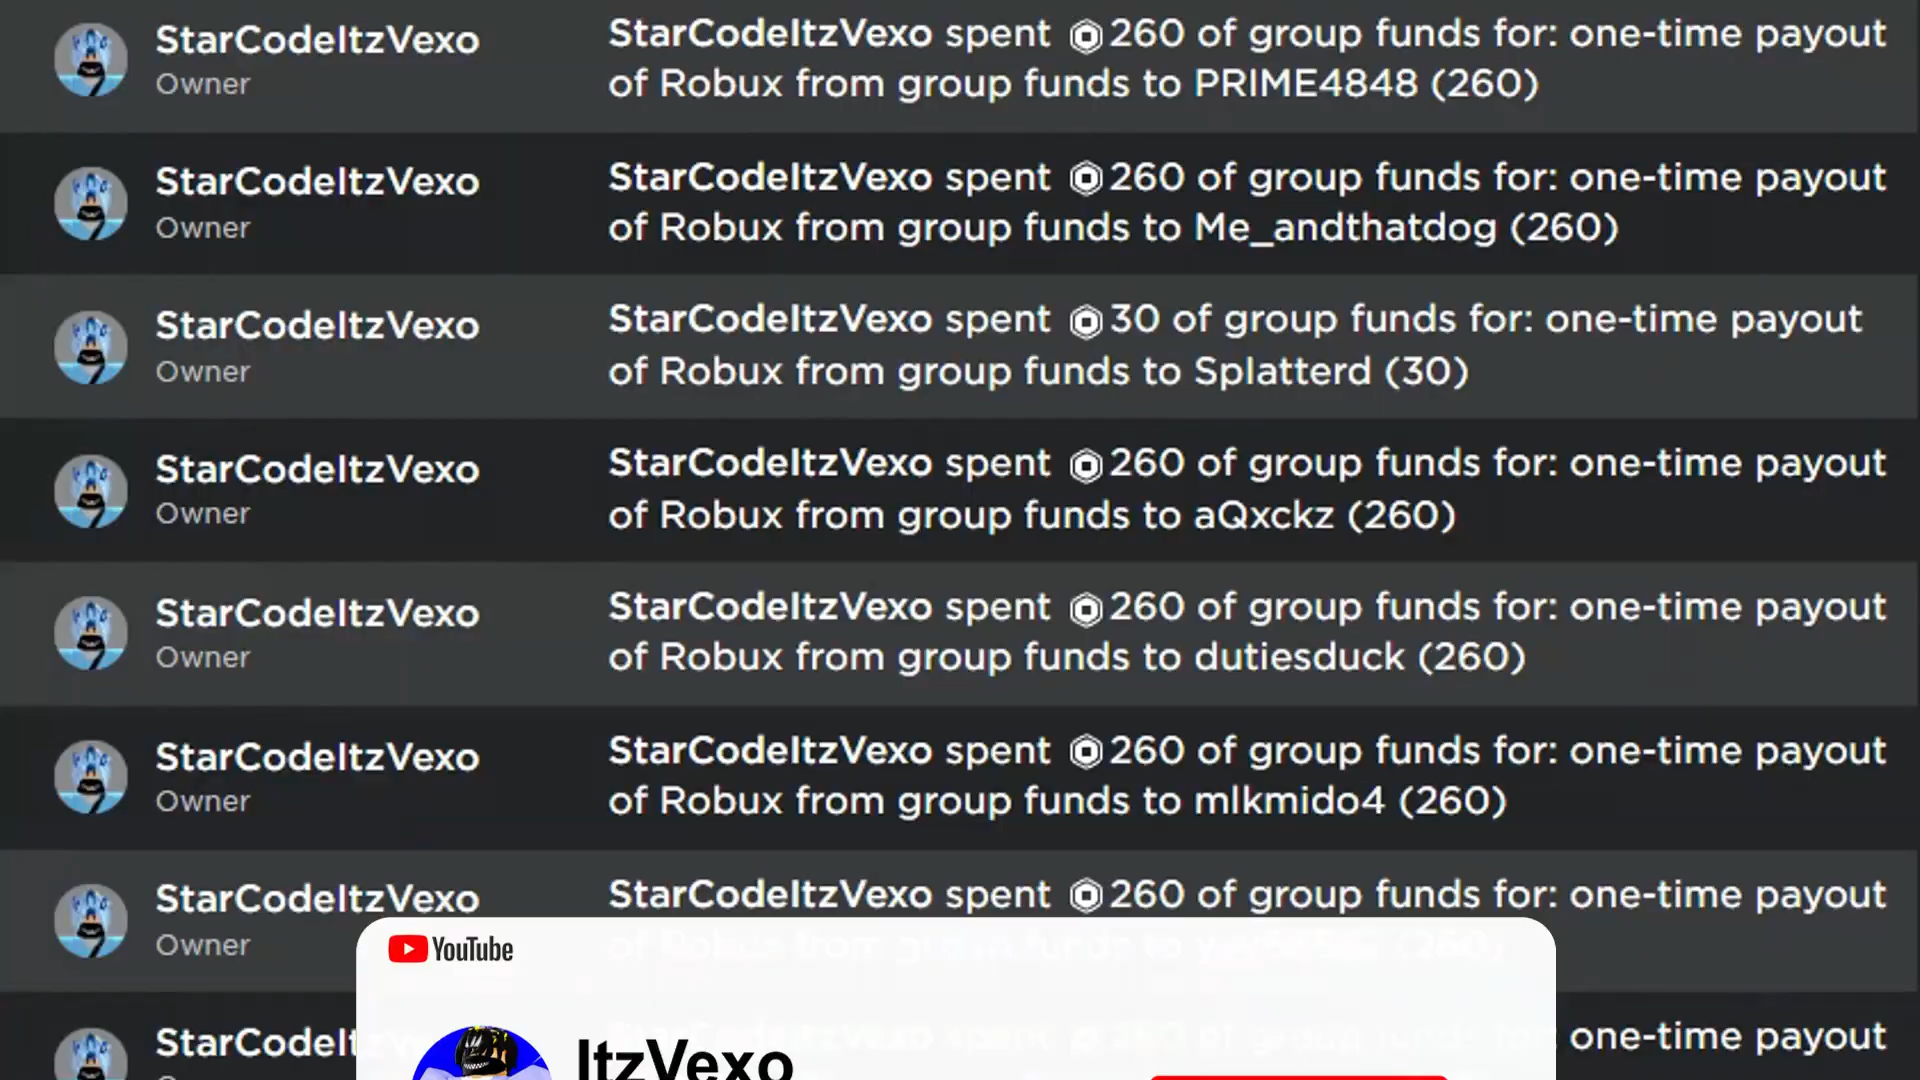 StarCodeItzVexo
Owner
StarCodeItzVexo spent 260 of group funds for: one-time payout
of Robux from group funds to PRIME4848 (260)
StarCodeItzVexo
Owner
StarCodeItzVexo spent 260 of group funds for: one-time payout
of Robux from group funds to Me_andthatdog (260)
StarCodeItzVexo
Owner
StarCodeItzVexo spent 30 of group funds for: one-time payout
of Robux from group funds to Splatterd (30)
StarCodeItzVexo
Owner
StarCodeItzVexo spent 260 of group funds for: one-time payout
of Robux from group funds to aQxckz (260)
StarCodeItzVexo
Owner
StarCodeItzVexo spent 260 of group funds for: one-time payout
of Robux from group funds to dutiesduck (260)
StarCodeItzVexo
Owner
StarCodeItzVexo spent 260 of group funds for: one-time payout
of Robux from group funds to mlkmido4 (260)
StarCodeItzVexo
Owner
StarCodeItzVexo spent 260 of group funds for: one-time payout
of Robux from group funds to (260)
YouTube
one-time payout
ItzVexo